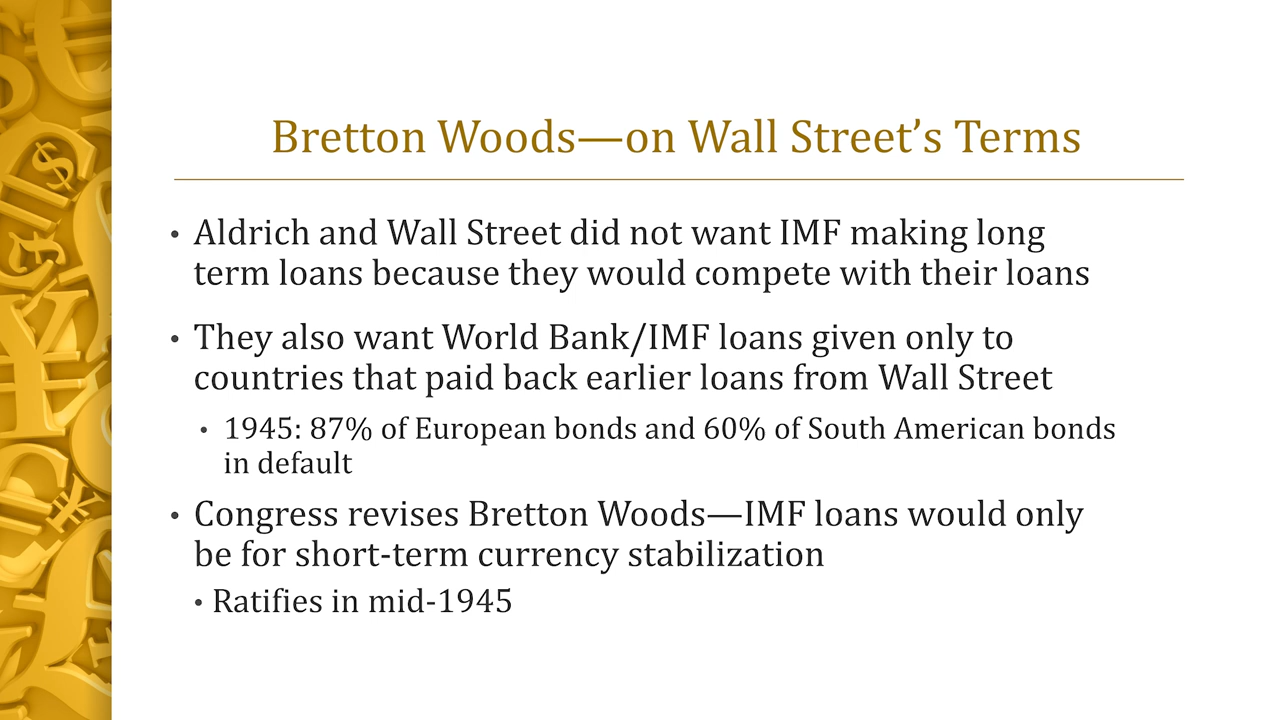 Bretton Woods—on Wall Street’s Terms
• Aldrich and Wall Street did not want IMF making long
term loans because they would compete with their loans
• They also want World Bank/IMF loans given only to
countries that paid back earlier loans from Wall Street
• 1945: 87% of European bonds and 60% of South American bonds
in default
• Congress revises Bretton Woods—IMF loans would only
be for short-term currency stabilization
• Ratifies in mid-1945